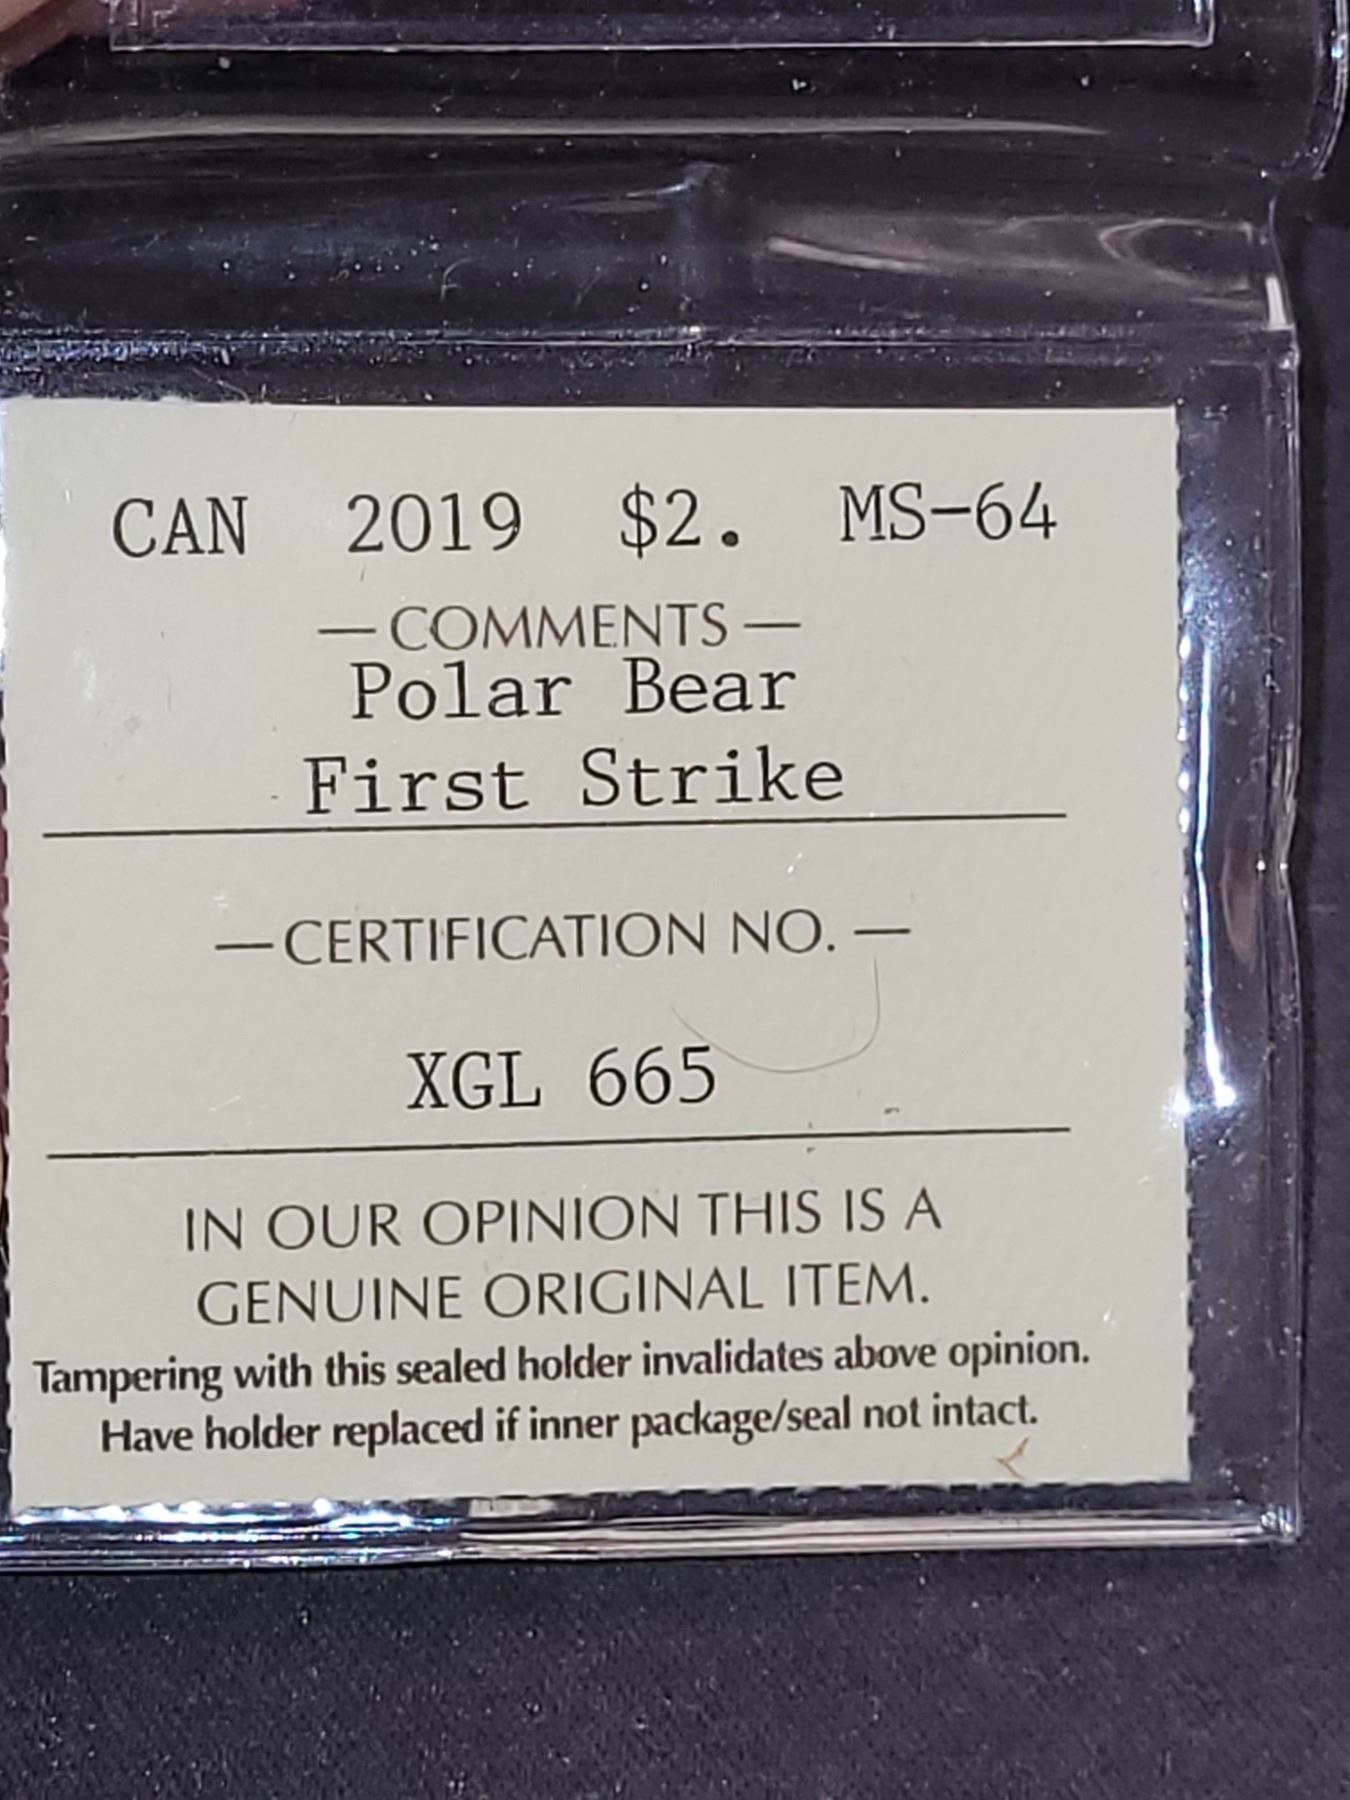 CAN 2019 $2. MS-64
— COMMENTS —
Polar Bear
First Strike
— CERTIFICATION NO. —
XGL 665
IN OUR OPINION THIS IS A
GENUINE ORIGINAL ITEM.
Tampering with this sealed holder invalidates above opinion.
Have holder replaced if inner package/seal not intact.